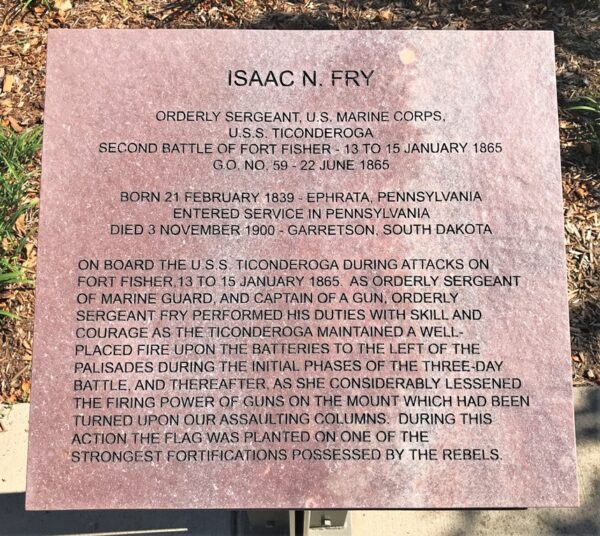 ISAAC N. FRY
ORDERLY SERGEANT, U.S. MARINE CORPS,
U.S.S. TICONDEROGA
SECOND BATTLE OF FORT FISHER - 13 TO 15 JANUARY 1865
G.O. NO. 59 - 22 JUNE 1865
BORN 21 FEBRUARY 1839 - EPHRATA, PENNSYLVANIA
ENTERED SERVICE IN PENNSYLVANIA
DIED 3 NOVEMBER 1900 - GARRETSON, SOUTH DAKOTA
ON BOARD THE U.S.S. TICONDEROGA DURING ATTACKS ON
FORT FISHER,13 TO 15 JANUARY 1865. AS ORDERLY SERGEANT
OF MARINE GUARD, AND CAPTAIN OF A GUN, ORDERLY
SERGEANT FRY PERFORMED HIS DUTIES WITH SKILL AND
COURAGE AS THE TICONDEROGA MAINTAINED A WELL-
PLACED FIRE UPON THE BATTERIES TO THE LEFT OF THE
PALISADES DURING THE INITIAL PHASES OF THE THREE-DAY
BATTLE, AND THEREAFTER, AS SHE CONSIDERABLY LESSENED
THE FIRING POWER OF GUNS ON THE MOUNT WHICH HAD BEEN
TURNED UPON OUR ASSAULTING COLUMNS. DURING THIS
ACTION THE FLAG WAS PLANTED ON ONE OF THE
STRONGEST FORTIFICATIONS POSSESSED BY THE REBELS.